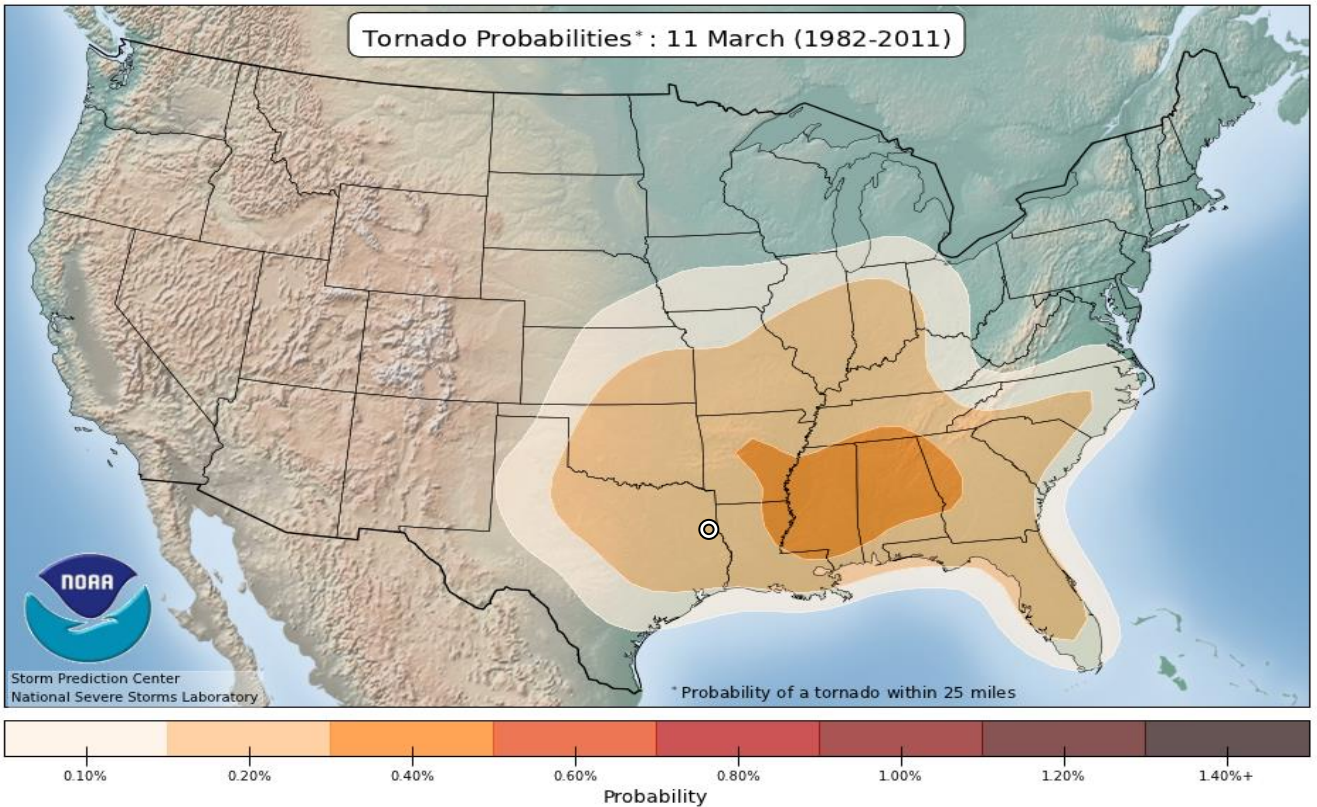 Tornado Probabilities*: 11 March (1982-2011)
NOAA
Storm Prediction Center
National Severe Storms Laboratory
*Probability of a tornado within 25 miles
0.10% 0.20% 0.40% 0.60% 0.80% 1.00% 1.20% 1.40%+
Probability